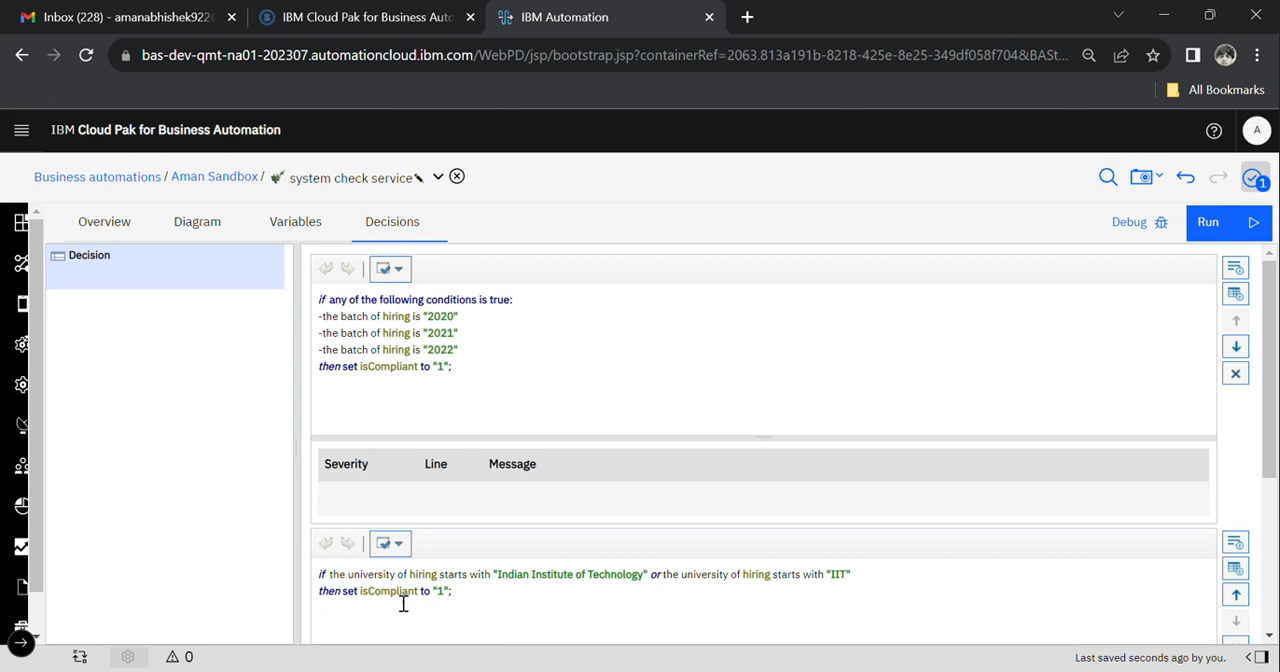 Inbox (228) - amanabhishek922
IBM Cloud Pak for Business Auto
IBM Automation
bas-dev-qmt-na01-202307.automationcloud.ibm.com/WebPD/jsp/bootstrap.jsp?containerRef=2063.813a191b-8218-425e-8e25-349df058f704&BASt...
All Bookmarks
IBM Cloud Pak for Business Automation
A
Business automations / Aman Sandbox / system check service
1
Overview Diagram Variables Decisions
Debug
Run
Decision
if any of the following conditions is true:
-the batch of hiring is "2020"
-the batch of hiring is "2021"
-the batch of hiring is "2022"
then set isCompliant to "1";
Severity Line Message
if the university of hiring starts with "Indian Institute of Technology" or the university of hiring starts with "IIT"
then set isCompliant to "1";
0
Last saved seconds ago by you.